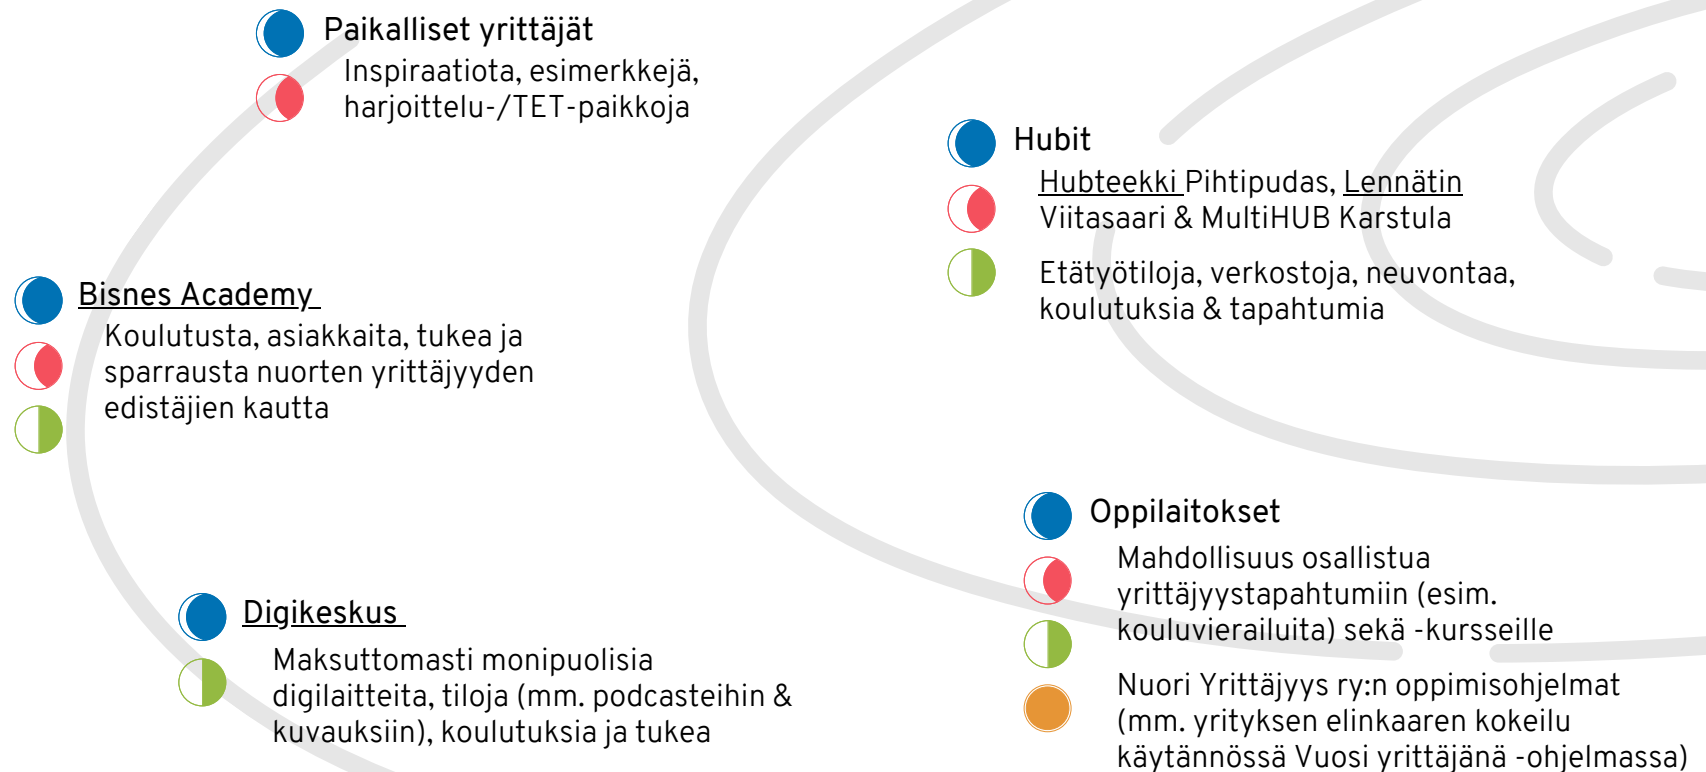 Paikalliset yrittäjät
Inspiraatiota, esimerkkejä,
harjoittelu-/TET-paikkoja
Hubit
Hubteekki Pihtipudas, Lennätin
Viitasaari & MultiHUB Karstula
Etätyötiloja, verkostoja, neuvontaa,
koulutuksia & tapahtumia
Bisnes Academy
Koulutusta, asiakkaita, tukea ja
sparrausta nuorten yrittäjyyden
edistäjien kautta
Oppilaitokset
Mahdollisuus osallistua
yrittäjyystapahtumiin (esim.
kouluvierailuita) sekä -kursseille
Nuori Yrittäjyys ry:n oppimisohjelmat
(mm. yrityksen elinkaaren kokeilu
käytännössä Vuosi yrittäjänä -ohjelmassa)
Digikeskus
Maksuttomasti monipuolisia
digilaitteita, tiloja (mm. podcasteihin &
kuvauksiin), koulutuksia ja tukea